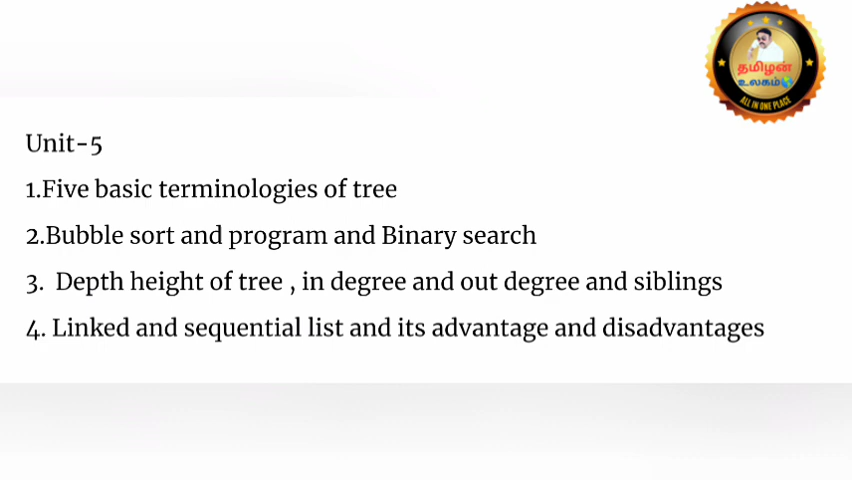 தமிழன்
உலகம்
ALL IN ONE PLACE
Unit-5
1.Five basic terminologies of tree
2.Bubble sort and program and Binary search
3. Depth height of tree , in degree and out degree and siblings
4. Linked and sequential list and its advantage and disadvantages